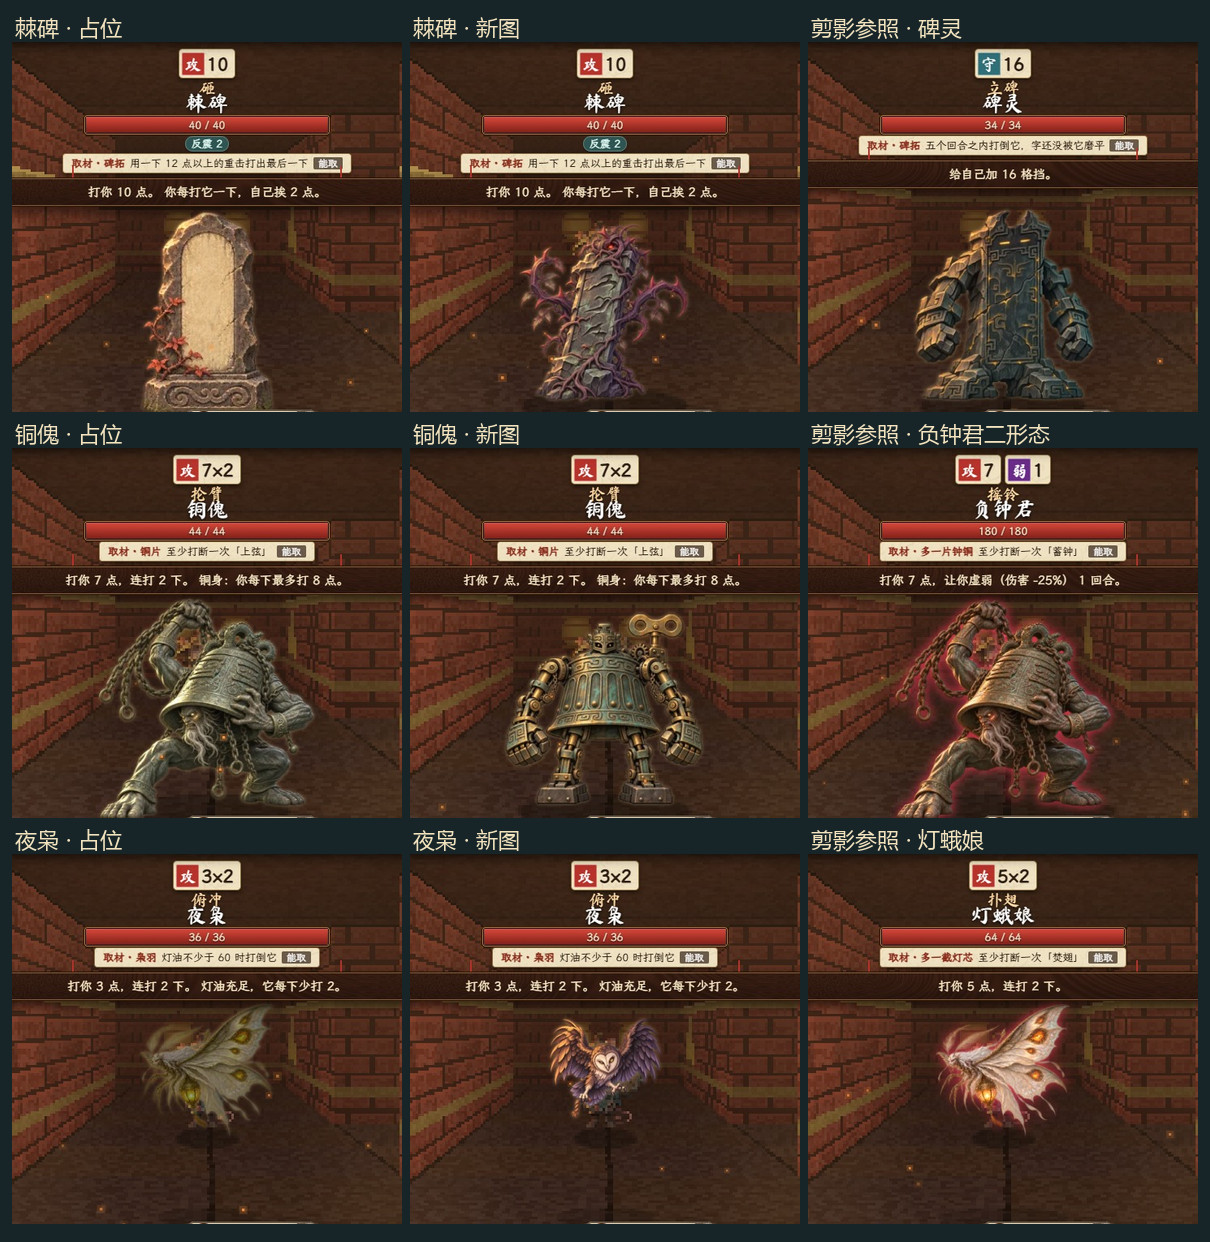 棘碑 · 占位
攻 10
砸
棘碑
40 / 40
反震 2
取材·碑拓 用一下 12 点以上的重击打出最后一下 能取
打你 10 点。 你每打它一下，自己挨 2 点。
棘碑 · 新图
攻 10
砸
棘碑
40 / 40
反震 2
取材·碑拓 用一下 12 点以上的重击打出最后一下 能取
打你 10 点。 你每打它一下，自己挨 2 点。
剪影参照 · 碑灵
守 16
立碑
碑灵
34 / 34
取材·碑拓 五个回合之内打倒它，字还没被它磨平 能取
给自己加 16 格挡。
铜傀 · 占位
攻 7×2
抡臂
铜傀
44 / 44
取材·铜片 至少打断一次「上弦」 能取
打你 7 点，连打 2 下。 铜身：你每下最多打 8 点。
铜傀 · 新图
攻 7×2
抡臂
铜傀
44 / 44
取材·铜片 至少打断一次「上弦」 能取
打你 7 点，连打 2 下。 铜身：你每下最多打 8 点。
剪影参照 · 负钟君二形态
攻 7 弱 1
摇铃
负钟君
180 / 180
取材·多一片钟铜 至少打断一次「蓄钟」 能取
打你 7 点，让你虚弱（伤害 -25%） 1 回合。
夜枭 · 占位
攻 3×2
俯冲
夜枭
36 / 36
取材·枭羽 灯油不少于 60 时打倒它 能取
打你 3 点，连打 2 下。 灯油充足，它每下少打 2。
夜枭 · 新图
攻 3×2
俯冲
夜枭
36 / 36
取材·枭羽 灯油不少于 60 时打倒它 能取
打你 3 点，连打 2 下。 灯油充足，它每下少打 2。
剪影参照 · 灯蛾娘
攻 5×2
扑翅
灯蛾娘
64 / 64
取材·多一截灯芯 至少打断一次「焚翅」 能取
打你 5 点，连打 2 下。